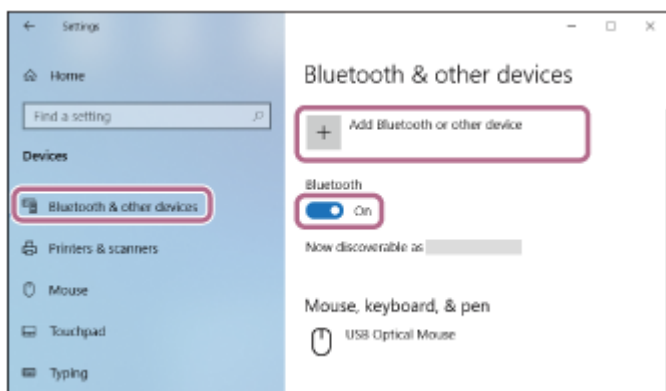 Settings
Home
Find a setting
Devices
Bluetooth & other devices
Printers & scanners
Mouse
Touchpad
Typing
Bluetooth & other devices
Add Bluetooth or other device
Bluetooth
On
Now discoverable as
Mouse, keyboard, & pen
USB Optical Mouse